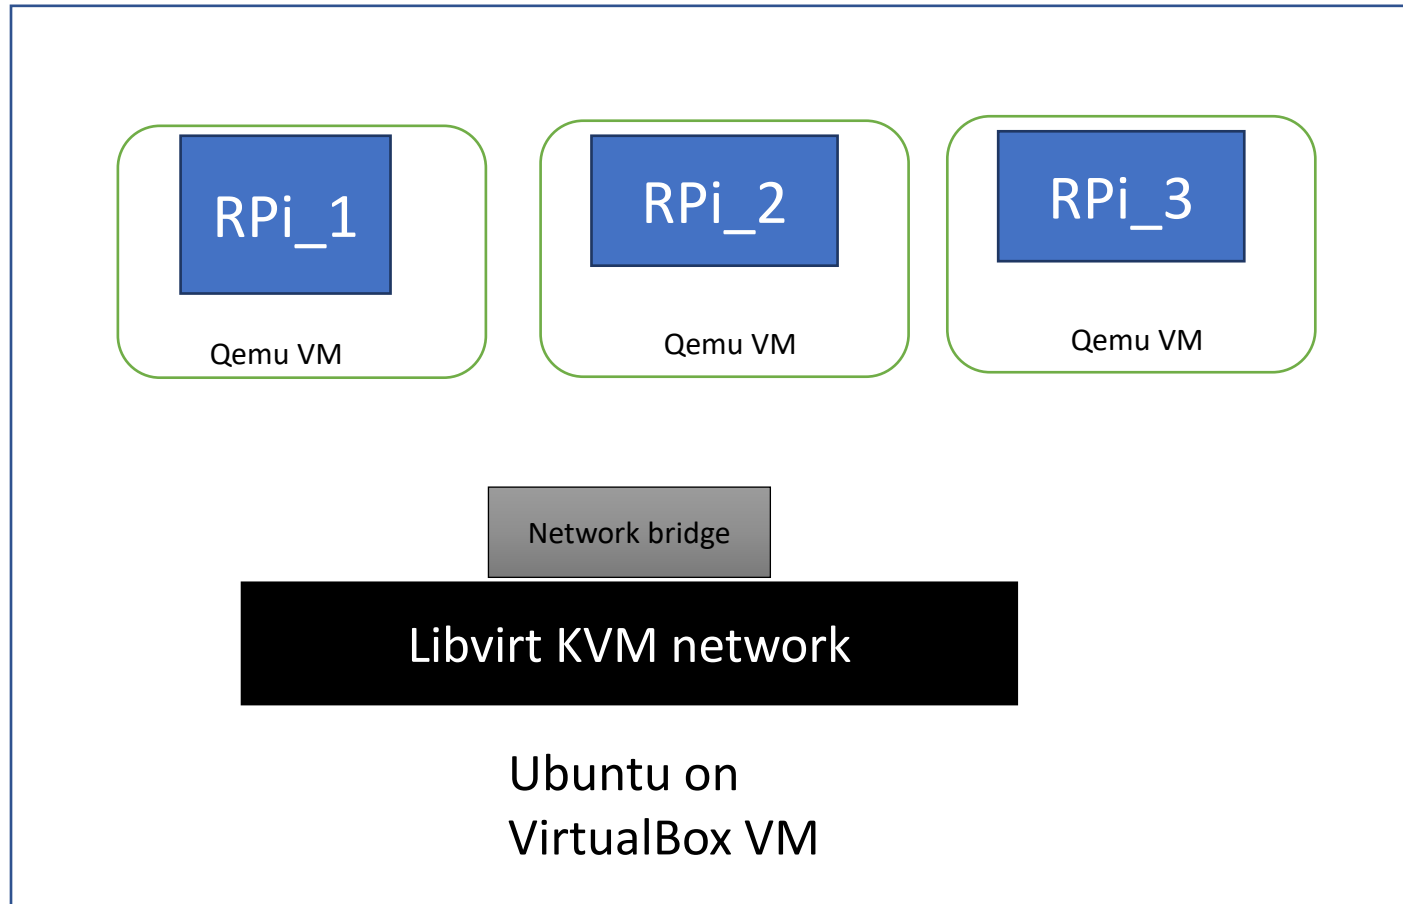 RPi_1
RPi_2
RPi_3
Qemu VM
Qemu VM
Qemu VM
Network bridge
Libvirt KVM network
Ubuntu on
VirtualBox VM